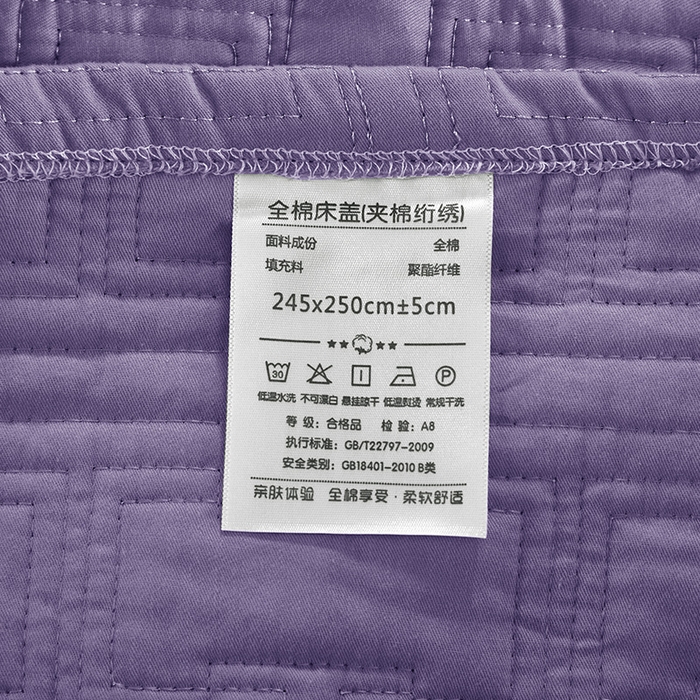 全棉床盖(夹棉绗绣)
面料成份 全棉
填充料 聚酯纤维
245x250cm±5cm
30 P
低温水洗 不可漂白 悬挂晾干 低温熨烫 常规干洗
等 级：合格品 检 验：A8
执行标准：GB/T22797-2009
安全类别：GB18401-2010 B类
亲肤体验 全棉享受·柔软舒适